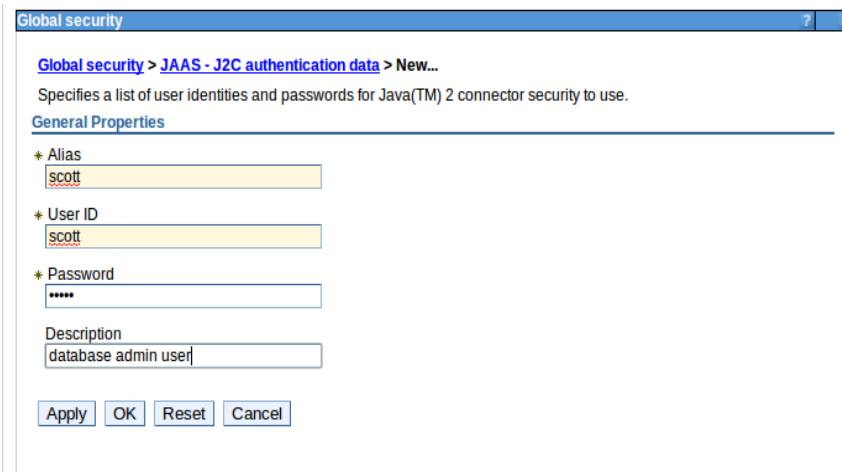 Global security ?
Global security > JAAS - J2C authentication data > New...
Specifies a list of user identities and passwords for Java(TM) 2 connector security to use.
General Properties
* Alias
scott
* User ID
scott
* Password
•••••
Description
database admin user
Apply OK Reset Cancel